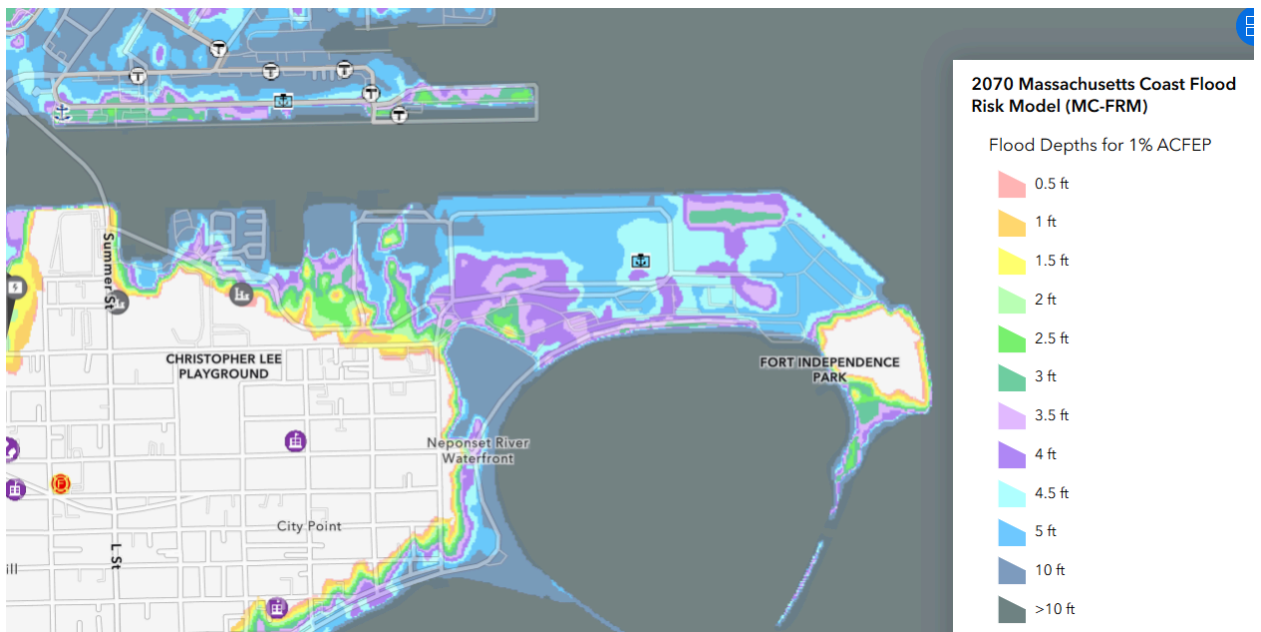 2070 Massachusetts Coast Flood
Risk Model (MC-FRM)
Flood Depths for 1% ACFEP
0.5 ft
1 ft
1.5 ft
2 ft
2.5 ft
3 ft
3.5 ft
4 ft
4.5 ft
5 ft
10 ft
>10 ft
T
T
T
T
T
T
Summer St
CHRISTOPHER LEE
PLAYGROUND
FORT INDEPENDENCE
PARK
Neponset River
Waterfront
F
City Point
L St
ill